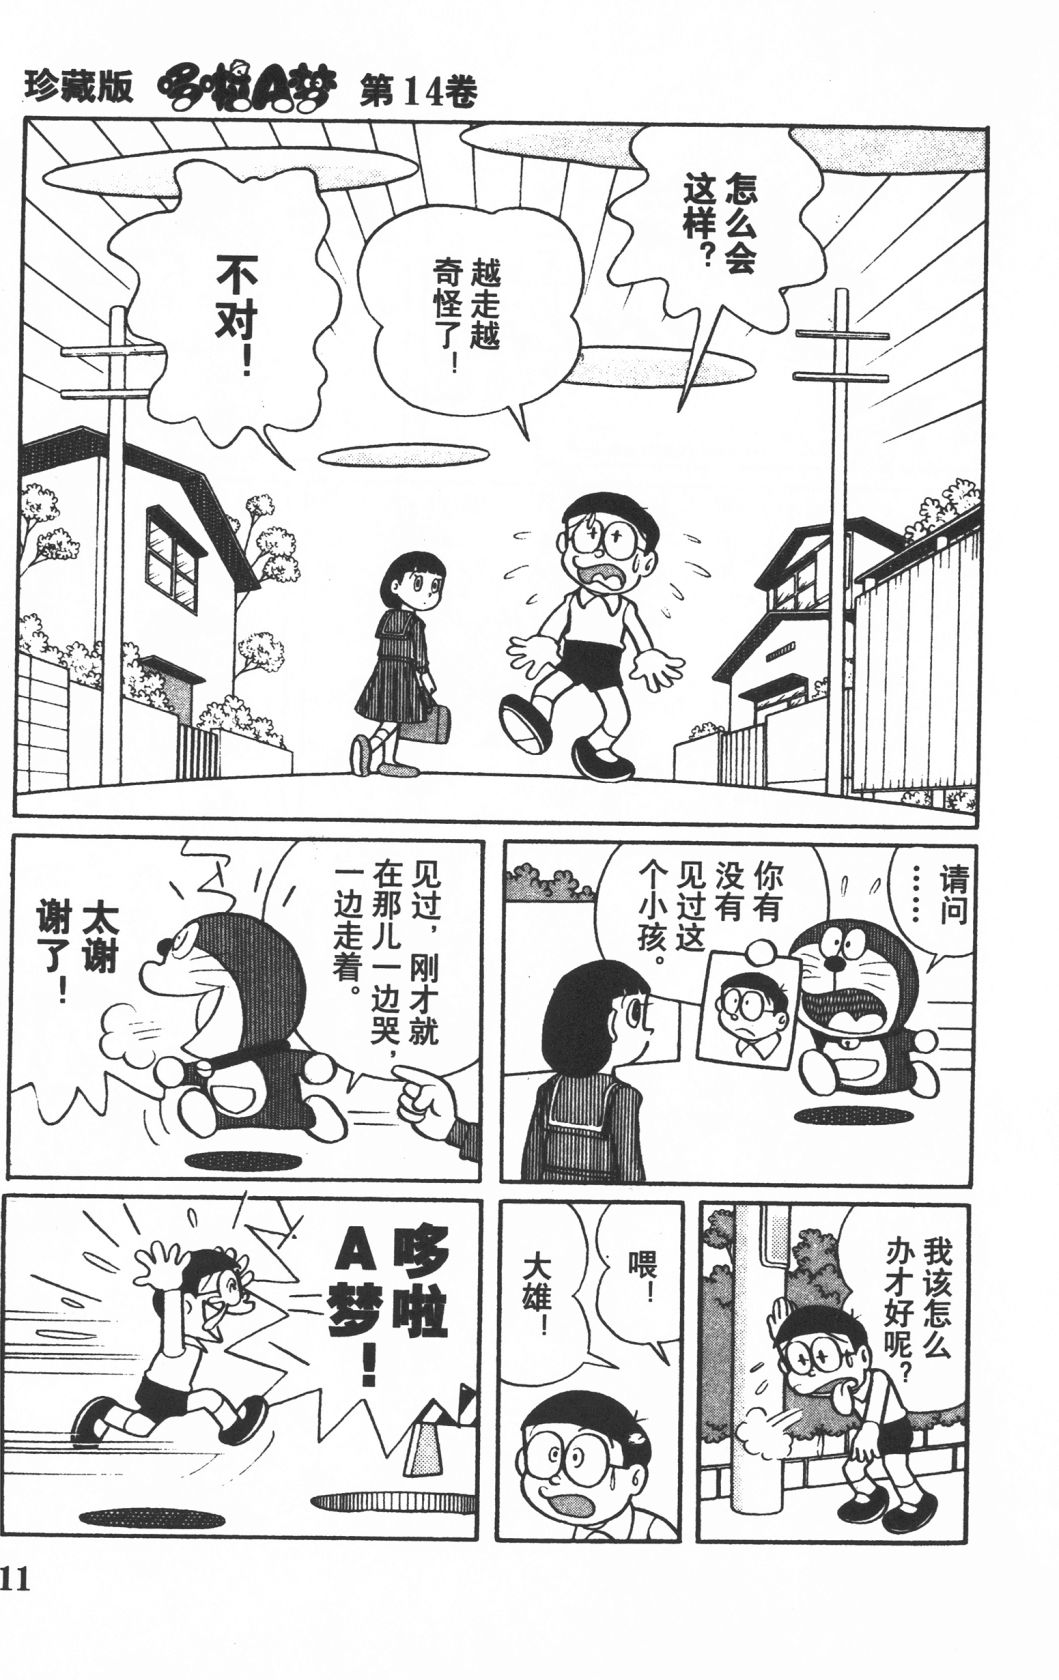 珍藏版 哆啦A梦 第14卷
怎么会
这样？
越走越
奇怪了！
不对！
请问
……
你有
没有
见过这
个小孩。
见过，刚才就
在那儿一边哭，
一边走着。
太谢
谢了！
我该怎么
办才好呢？
喂！
大雄！
哆啦
A梦！
11